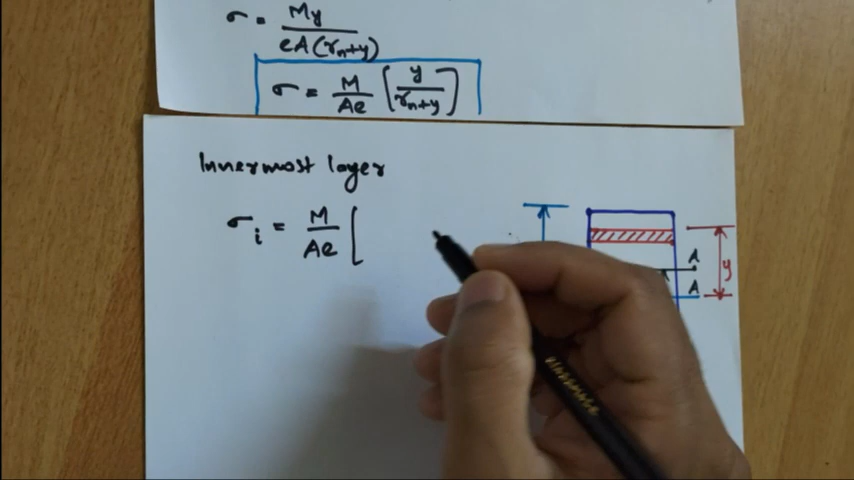 σ = My / eA(rn+y)
σ = M / Ae [ y / rn+y ]
Innermost layer
σi = M / Ae [
A
A
y